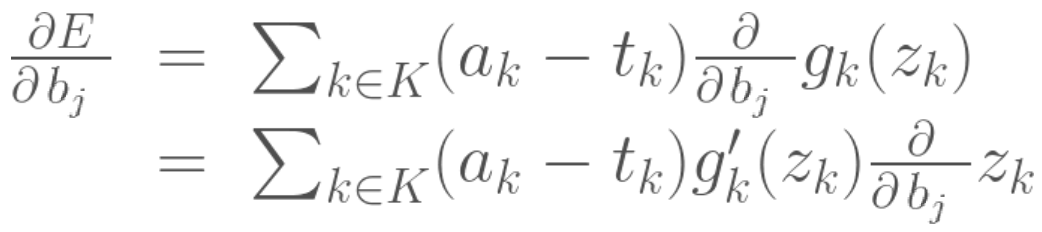 ∂E/∂b_j = ∑_{k∈K}(a_k − t_k) ∂/∂b_j g_k(z_k)
= ∑_{k∈K}(a_k − t_k)g′_k(z_k) ∂/∂b_j z_k